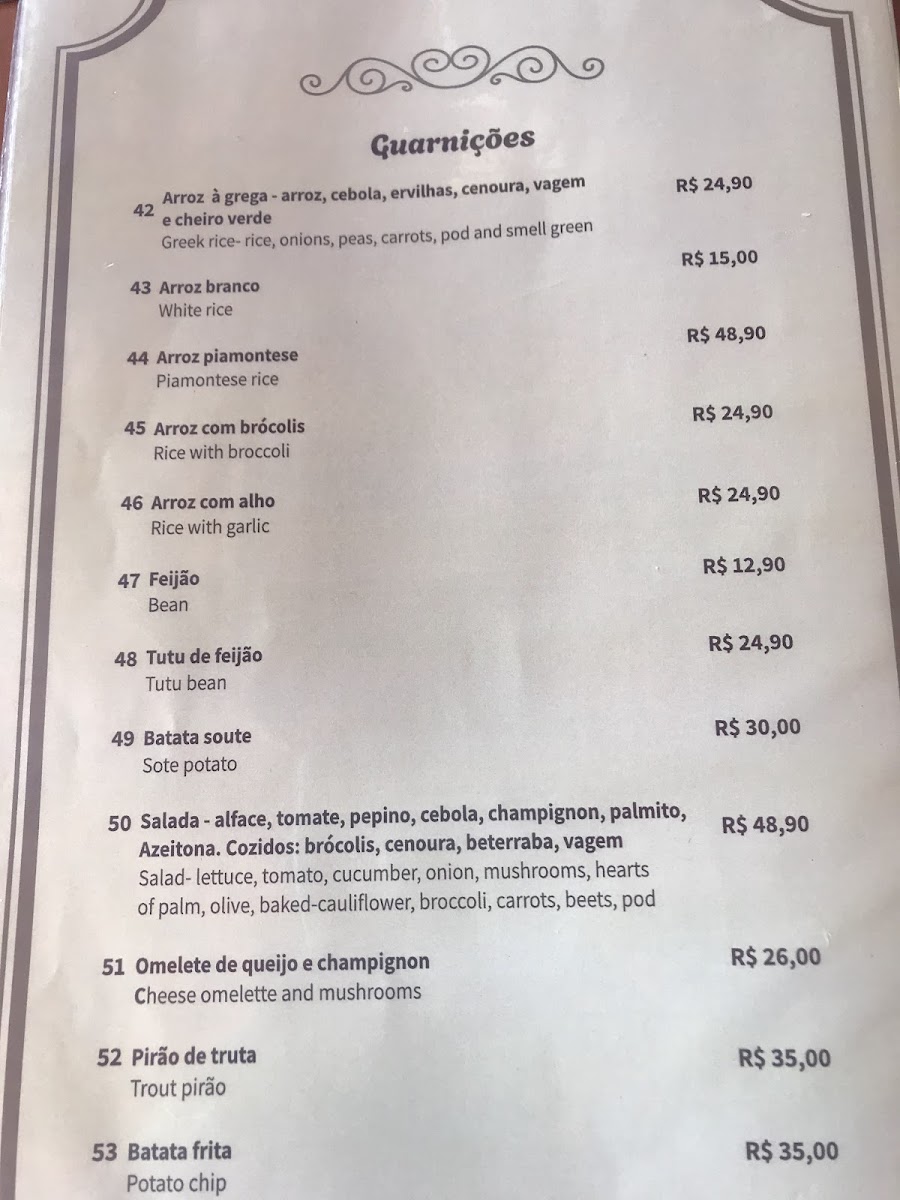 Guarnições
42 Arroz à grega - arroz, cebola, ervilhas, cenoura, vagem R$ 24,90
e cheiro verde
Greek rice- rice, onions, peas, carrots, pod and smell green
43 Arroz branco R$ 15,00
White rice
44 Arroz piamontese R$ 48,90
Piamontese rice
45 Arroz com brócolis R$ 24,90
Rice with broccoli
46 Arroz com alho R$ 24,90
Rice with garlic
47 Feijão R$ 12,90
Bean
48 Tutu de feijão R$ 24,90
Tutu bean
49 Batata soute R$ 30,00
Sote potato
50 Salada - alface, tomate, pepino, cebola, champignon, palmito, R$ 48,90
Azeitona. Cozidos: brócolis, cenoura, beterraba, vagem
Salad- lettuce, tomato, cucumber, onion, mushrooms, hearts
of palm, olive, baked-cauliflower, broccoli, carrots, beets, pod
51 Omelete de queijo e champignon R$ 26,00
Cheese omelette and mushrooms
52 Pirão de truta R$ 35,00
Trout pirão
53 Batata frita R$ 35,00
Potato chip